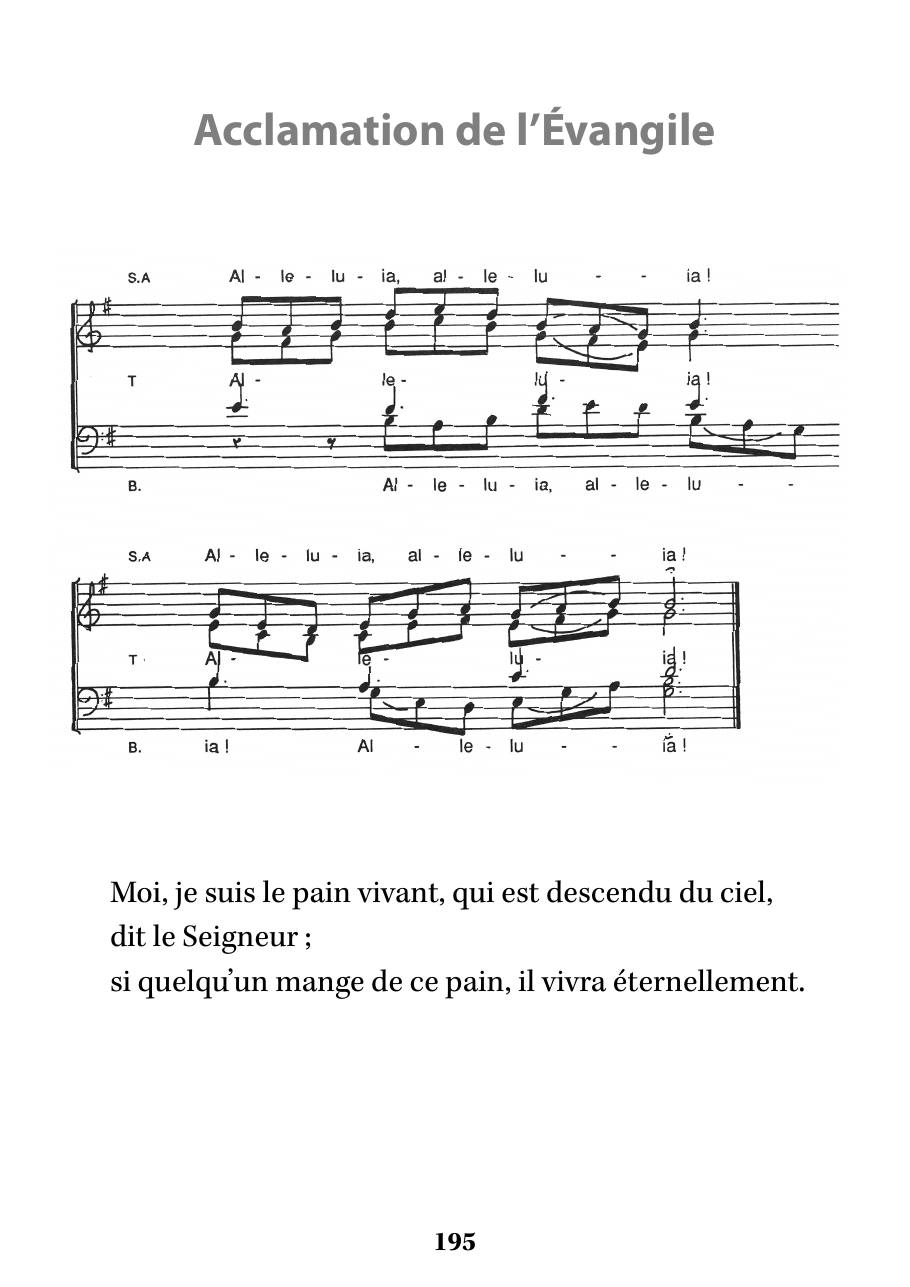 Acclamation de l’Évangile
S.A Al - le - lu - ia, al - le - lu - - ia !
T Al - le - lu - ia !
B. Al - le - lu - ia, al - le - lu - -
S.A Al - le - lu - ia, al - le - lu - - ia !
T. Al - le - lu - ia !
B. ia ! Al - le - lu - - ia !
Moi, je suis le pain vivant, qui est descendu du ciel,
dit le Seigneur ;
si quelqu’un mange de ce pain, il vivra éternellement.
195